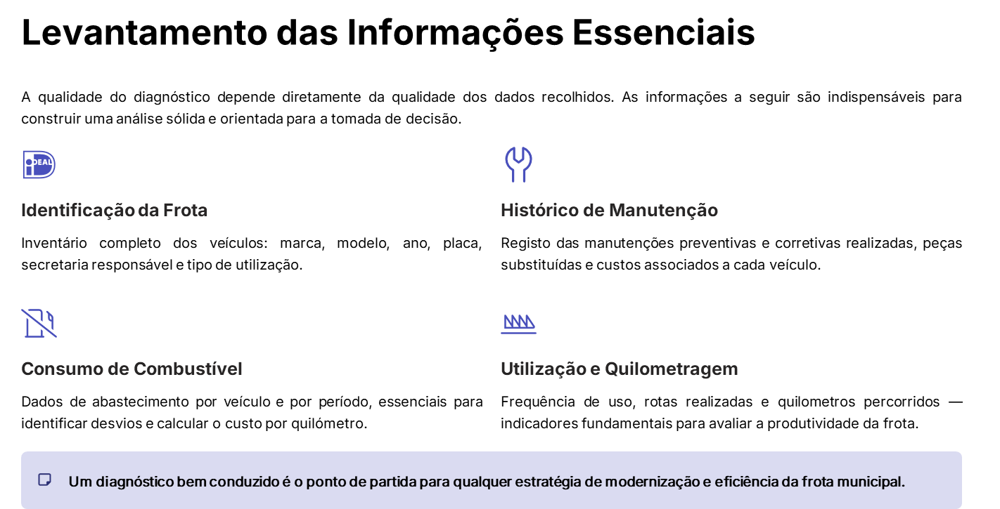 Levantamento das Informações Essenciais
A qualidade do diagnóstico depende diretamente da qualidade dos dados recolhidos. As informações a seguir são indispensáveis para
construir uma análise sólida e orientada para a tomada de decisão.
iDEAL
Identificação da Frota
Inventário completo dos veículos: marca, modelo, ano, placa,
secretaria responsável e tipo de utilização.
Histórico de Manutenção
Registo das manutenções preventivas e corretivas realizadas, peças
substituídas e custos associados a cada veículo.
Consumo de Combustível
Dados de abastecimento por veículo e por período, essenciais para
identificar desvios e calcular o custo por quilómetro.
Utilização e Quilometragem
Frequência de uso, rotas realizadas e quilometros percorridos —
indicadores fundamentais para avaliar a produtividade da frota.
Um diagnóstico bem conduzido é o ponto de partida para qualquer estratégia de modernização e eficiência da frota municipal.